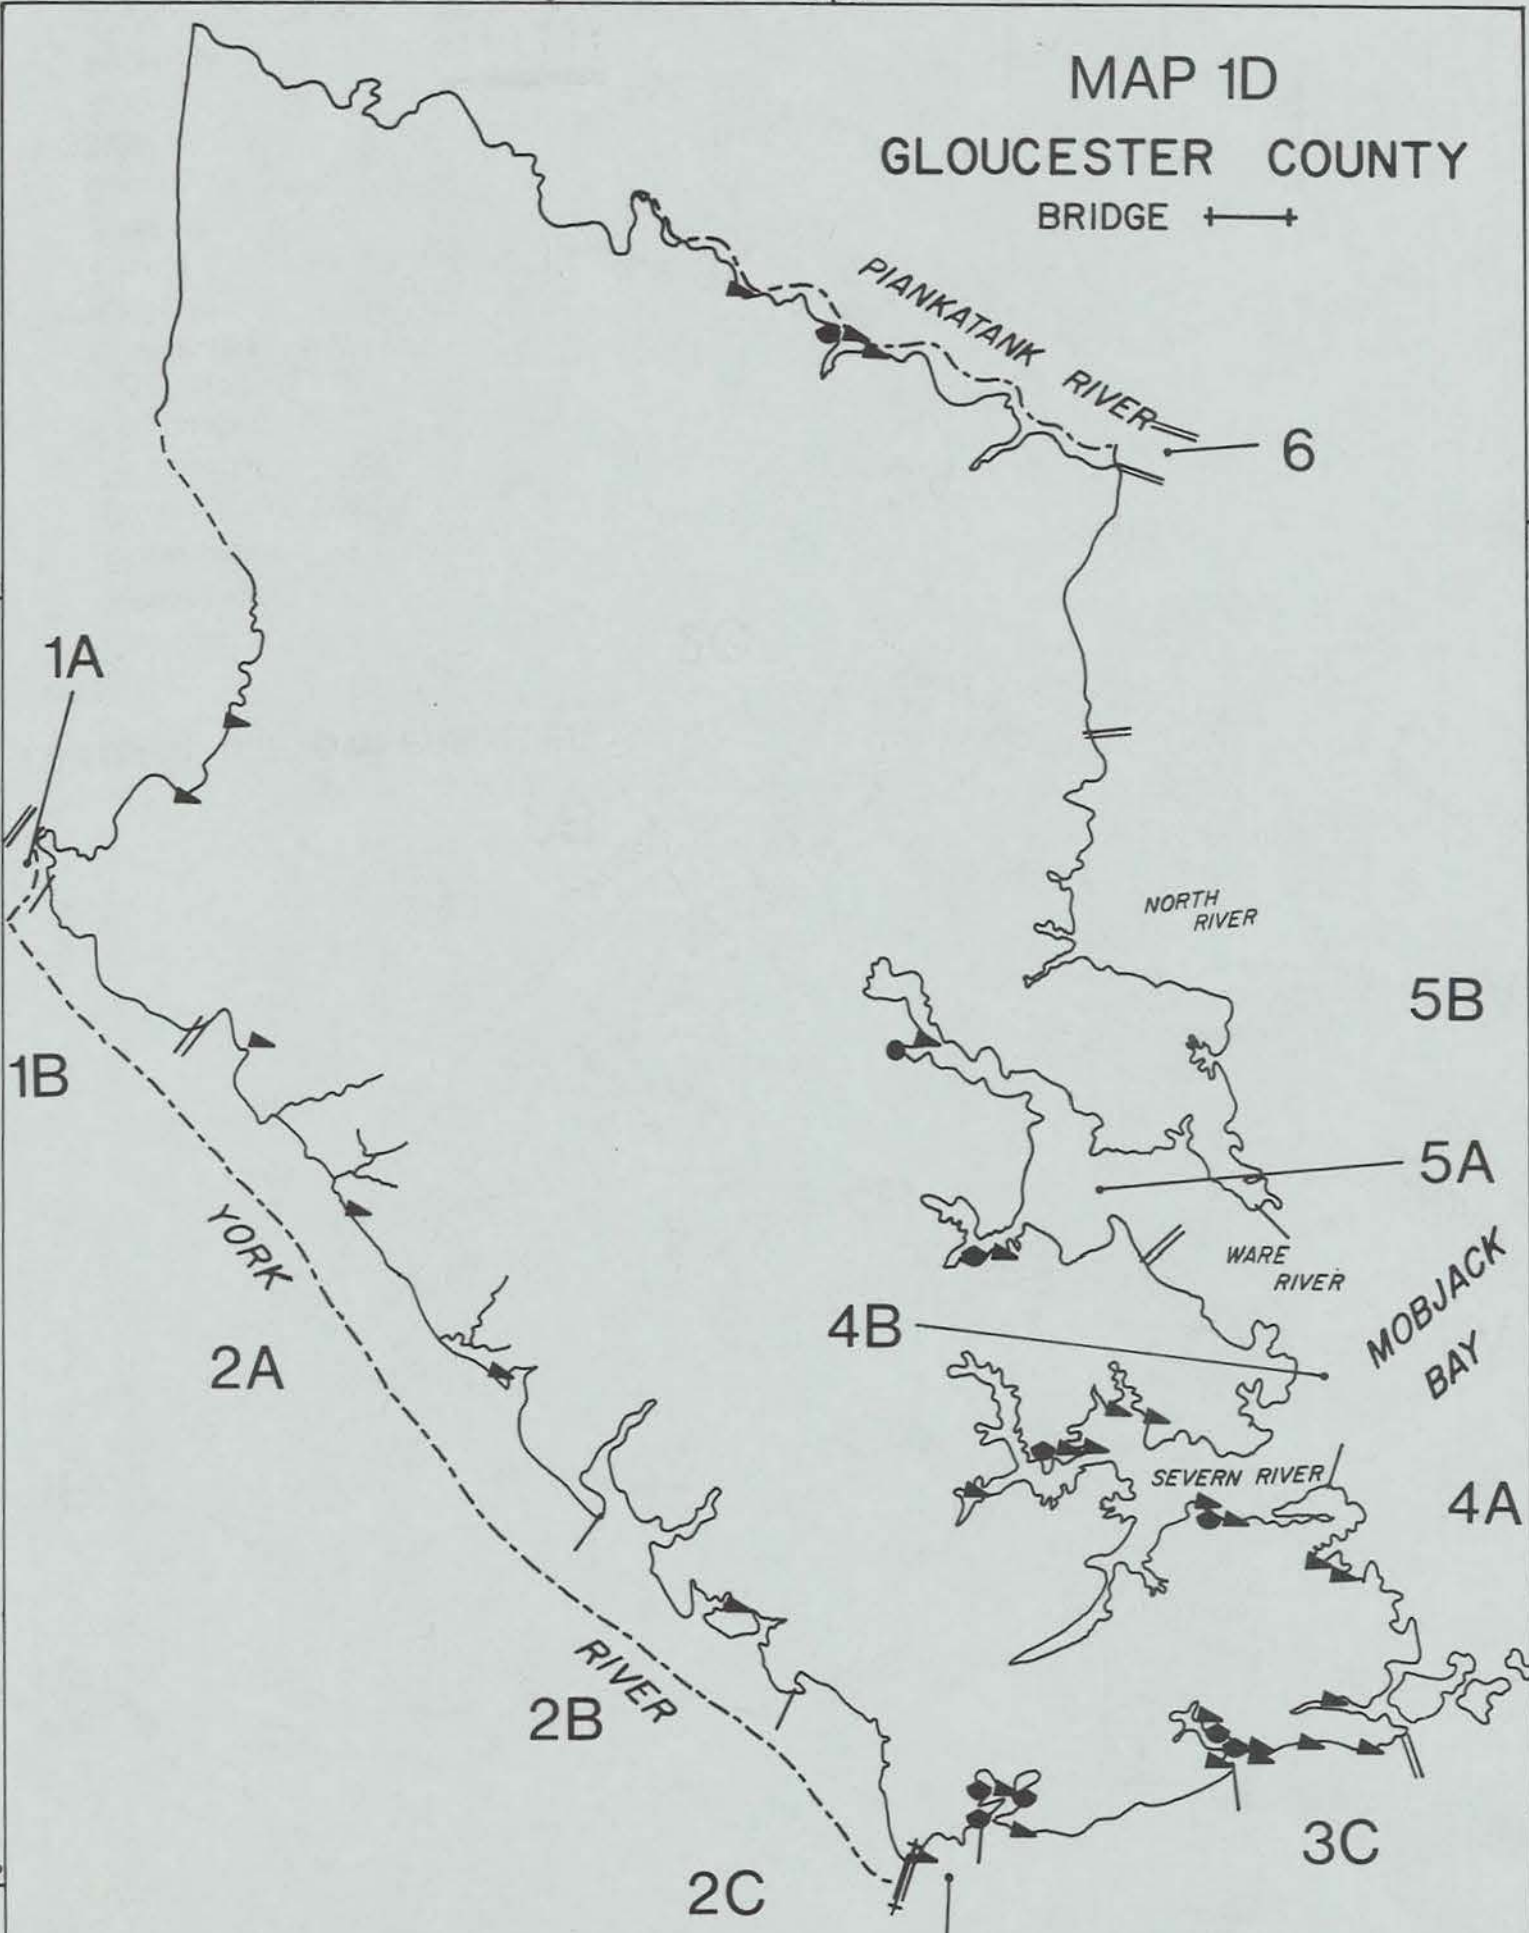 MAP 1D
GLOUCESTER COUNTY
BRIDGE
PIANKATANK RIVER
6
1A
NORTH
RIVER
5B
1B
5A
YORK
WARE
RIVER
MOBJACK
BAY
4B
2A
SEVERN RIVER
4A
RIVER
2B
3C
2C